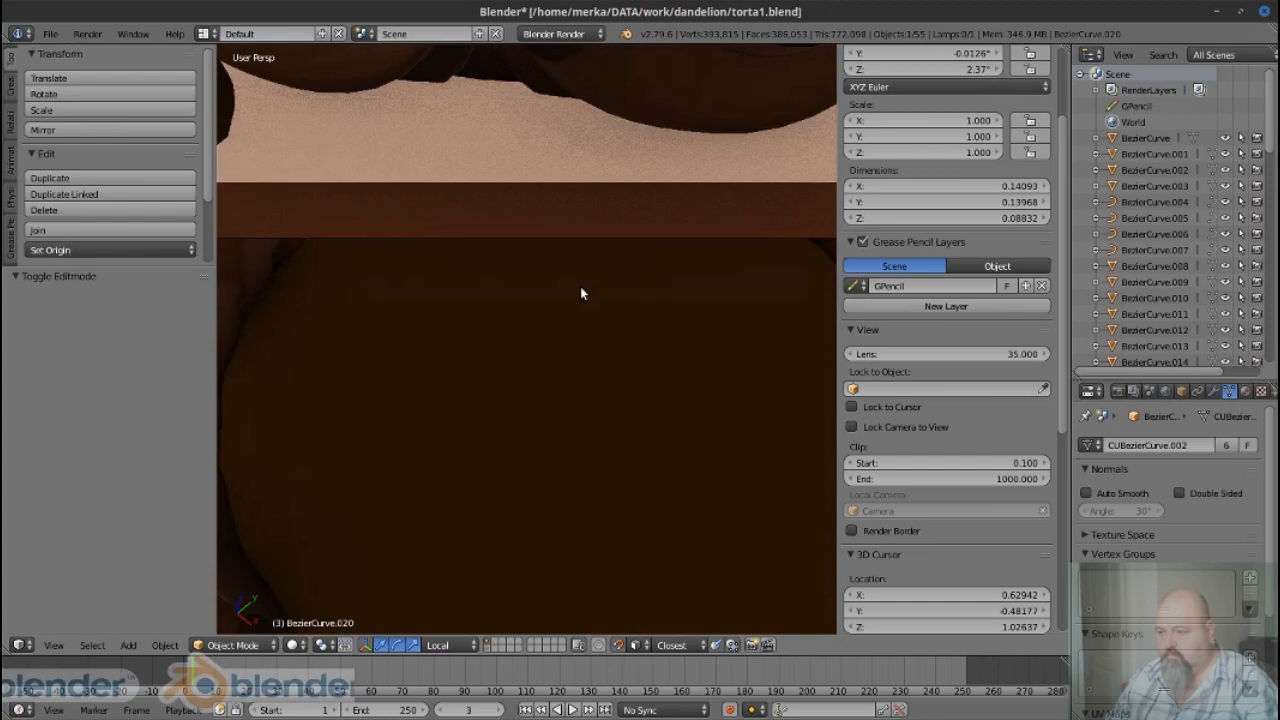 Blender* [/home/merka/DATA/work/dandelion/torta1.blend]
File Render Window Help Default Scene Blender Render v2.79.6 | Verts:393,815 | Faces:386,053 | Tris:772,098 | Objects:1/55 | Lamps:0/1 | Mem: 346.9 MB | BezierCurve.020
View Search All Scenes
Transform
Translate
Rotate
Scale
Mirror
Edit
Duplicate
Duplicate Linked
Delete
Join
Set Origin
Toggle Editmode
User Persp
(3) BezierCurve.020
Y: -0.0126°
Z: 2.37°
XYZ Euler
Scale:
X: 1.000
Y: 1.000
Z: 1.000
Dimensions:
X: 0.14093
Y: 0.13968
Z: 0.08832
Grease Pencil Layers
Scene Object
GPencil F
New Layer
View
Lens: 35.000
Lock to Object:
Lock to Cursor
Lock Camera to View
Clip:
Start: 0.100
End: 1000.000
Local Camera:
Camera
Render Border
3D Cursor
Location:
X: 0.62942
Y: -0.48177
Z: 1.02637
Scene
RenderLayers
GPencil
World
BezierCurve
BezierCurve.001
BezierCurve.002
BezierCurve.003
BezierCurve.004
BezierCurve.005
BezierCurve.006
BezierCurve.007
BezierCurve.008
BezierCurve.009
BezierCurve.010
BezierCurve.011
BezierCurve.012
BezierCurve.013
BezierCurve.014
BezierC.. CUBezier..
CUBezierCurve.002 6 F
Normals
Auto Smooth Double Sided
Angle: 30°
Texture Space
Vertex Groups
Shape Keys
UV Maps
View Select Add Object Object Mode Local Closest
blender™ blender
-50 -40 -30 -20 -10 0 10 20 30 40 50 60 70 80 90 100 110 120 130 140 150 160 170 180 190 200 210 220 230 240 250 260 270 280
View Marker Frame Playback Start: 1 End: 250 3 No Sync